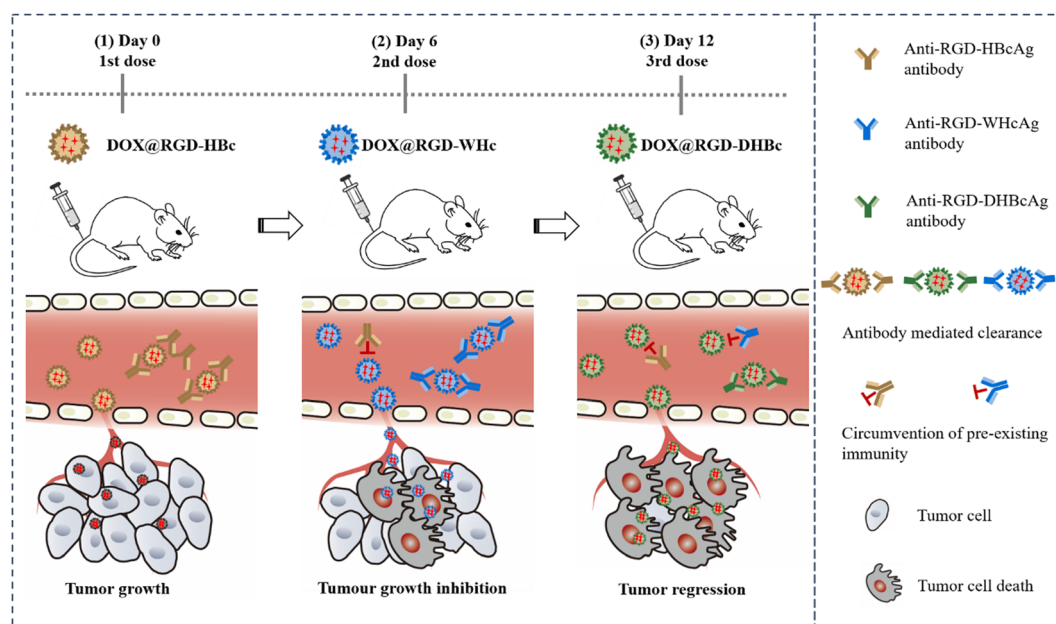 (1) Day 0
1st dose
(2) Day 6
2nd dose
(3) Day 12
3rd dose
DOX@RGD-HBc
DOX@RGD-WHc
DOX@RGD-DHBc
Tumor growth
Tumour growth inhibition
Tumor regression
Anti-RGD-HBcAg
antibody
Anti-RGD-WHcAg
antibody
Anti-RGD-DHBcAg
antibody
Antibody mediated clearance
Circumvention of pre-existing
immunity
Tumor cell
Tumor cell death